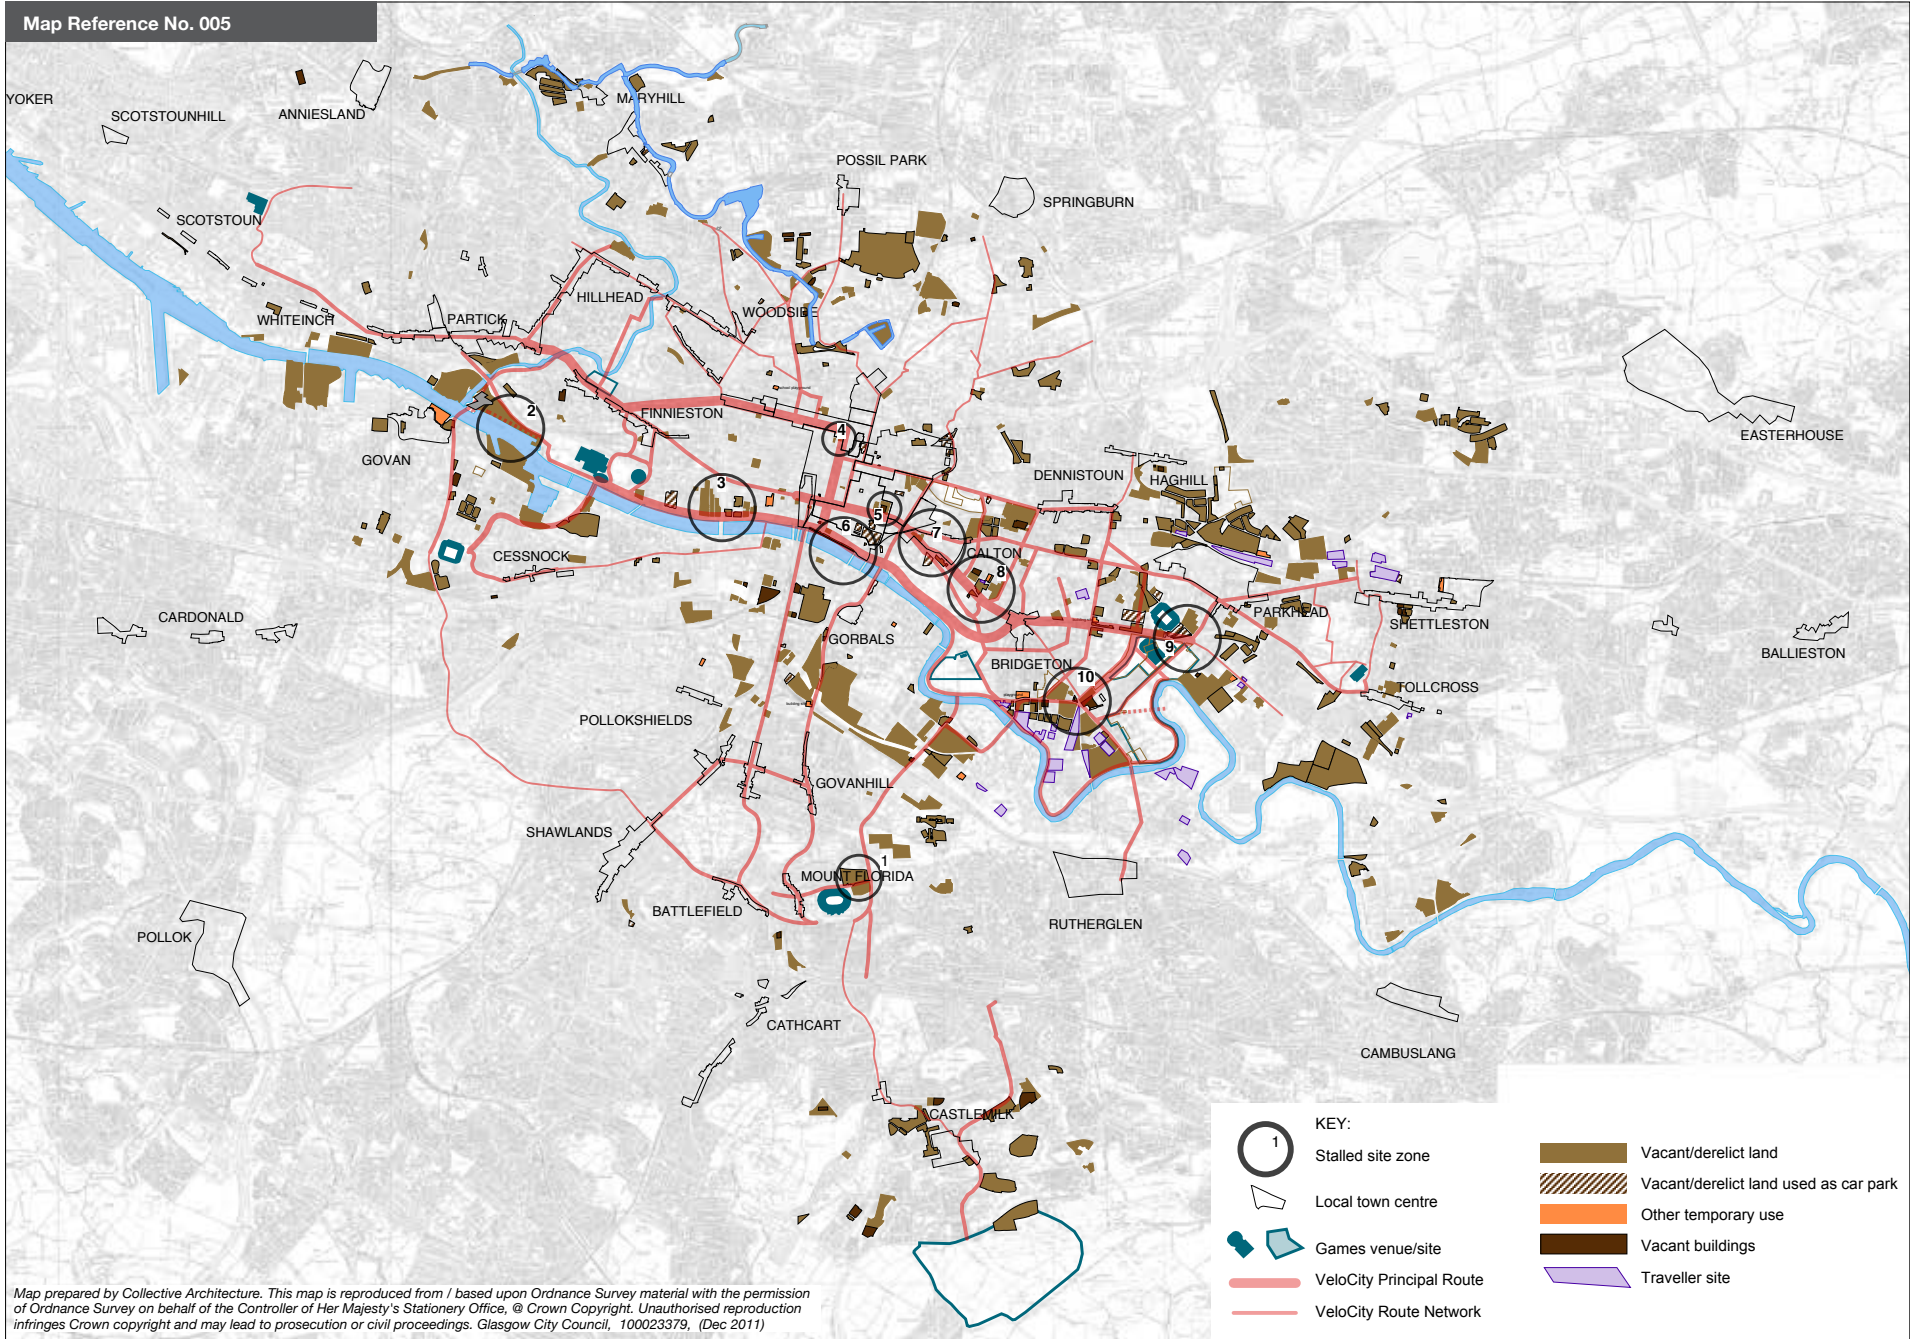 Map Reference No. 005
YOKER
SCOTSTOUNHILL
ANNIESLAND
MARYHILL
POSSIL PARK
SPRINGBURN
SCOTSTOUN
HILLHEAD
WOODSIDE
WHITEINCH
PARTICK
FINNIESTON
EASTERHOUSE
GOVAN
DENNISTOUN
HAGHILL
CESSNOCK
CALTON
CARDONALD
GORBALS
PARKHEAD
SHETTLESTON
BALLIESTON
BRIDGETON
TOLLCROSS
POLLOKSHIELDS
GOVANHILL
SHAWLANDS
MOUNT FLORIDA
BATTLEFIELD
RUTHERGLEN
POLLOK
CATHCART
CAMBUSLANG
CASTLEMILK
2
4
3
5
6
7
8
9
10
1
KEY:
1
Stalled site zone
Local town centre
Games venue/site
VeloCity Principal Route
VeloCity Route Network
Vacant/derelict land
Vacant/derelict land used as car park
Other temporary use
Vacant buildings
Traveller site
Map prepared by Collective Architecture. This map is reproduced from / based upon Ordnance Survey material with the permission
of Ordnance Survey on behalf of the Controller of Her Majesty's Stationery Office, @ Crown Copyright. Unauthorised reproduction
infringes Crown copyright and may lead to prosecution or civil proceedings. Glasgow City Council, 100023379, (Dec 2011)